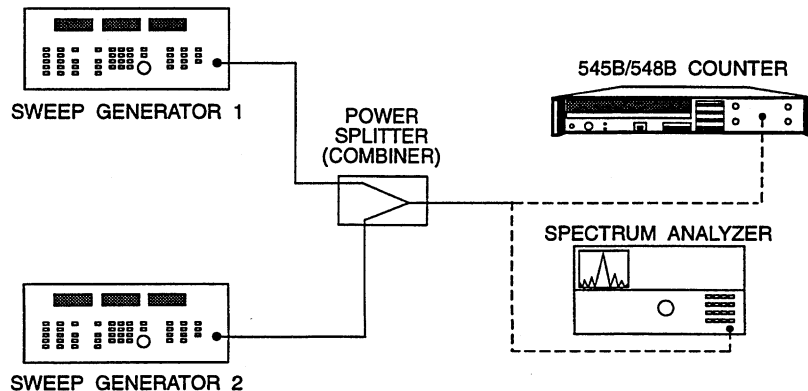 545B/548B COUNTER
SWEEP GENERATOR 1
POWER
SPLITTER
(COMBINER)
SPECTRUM ANALYZER
SWEEP GENERATOR 2